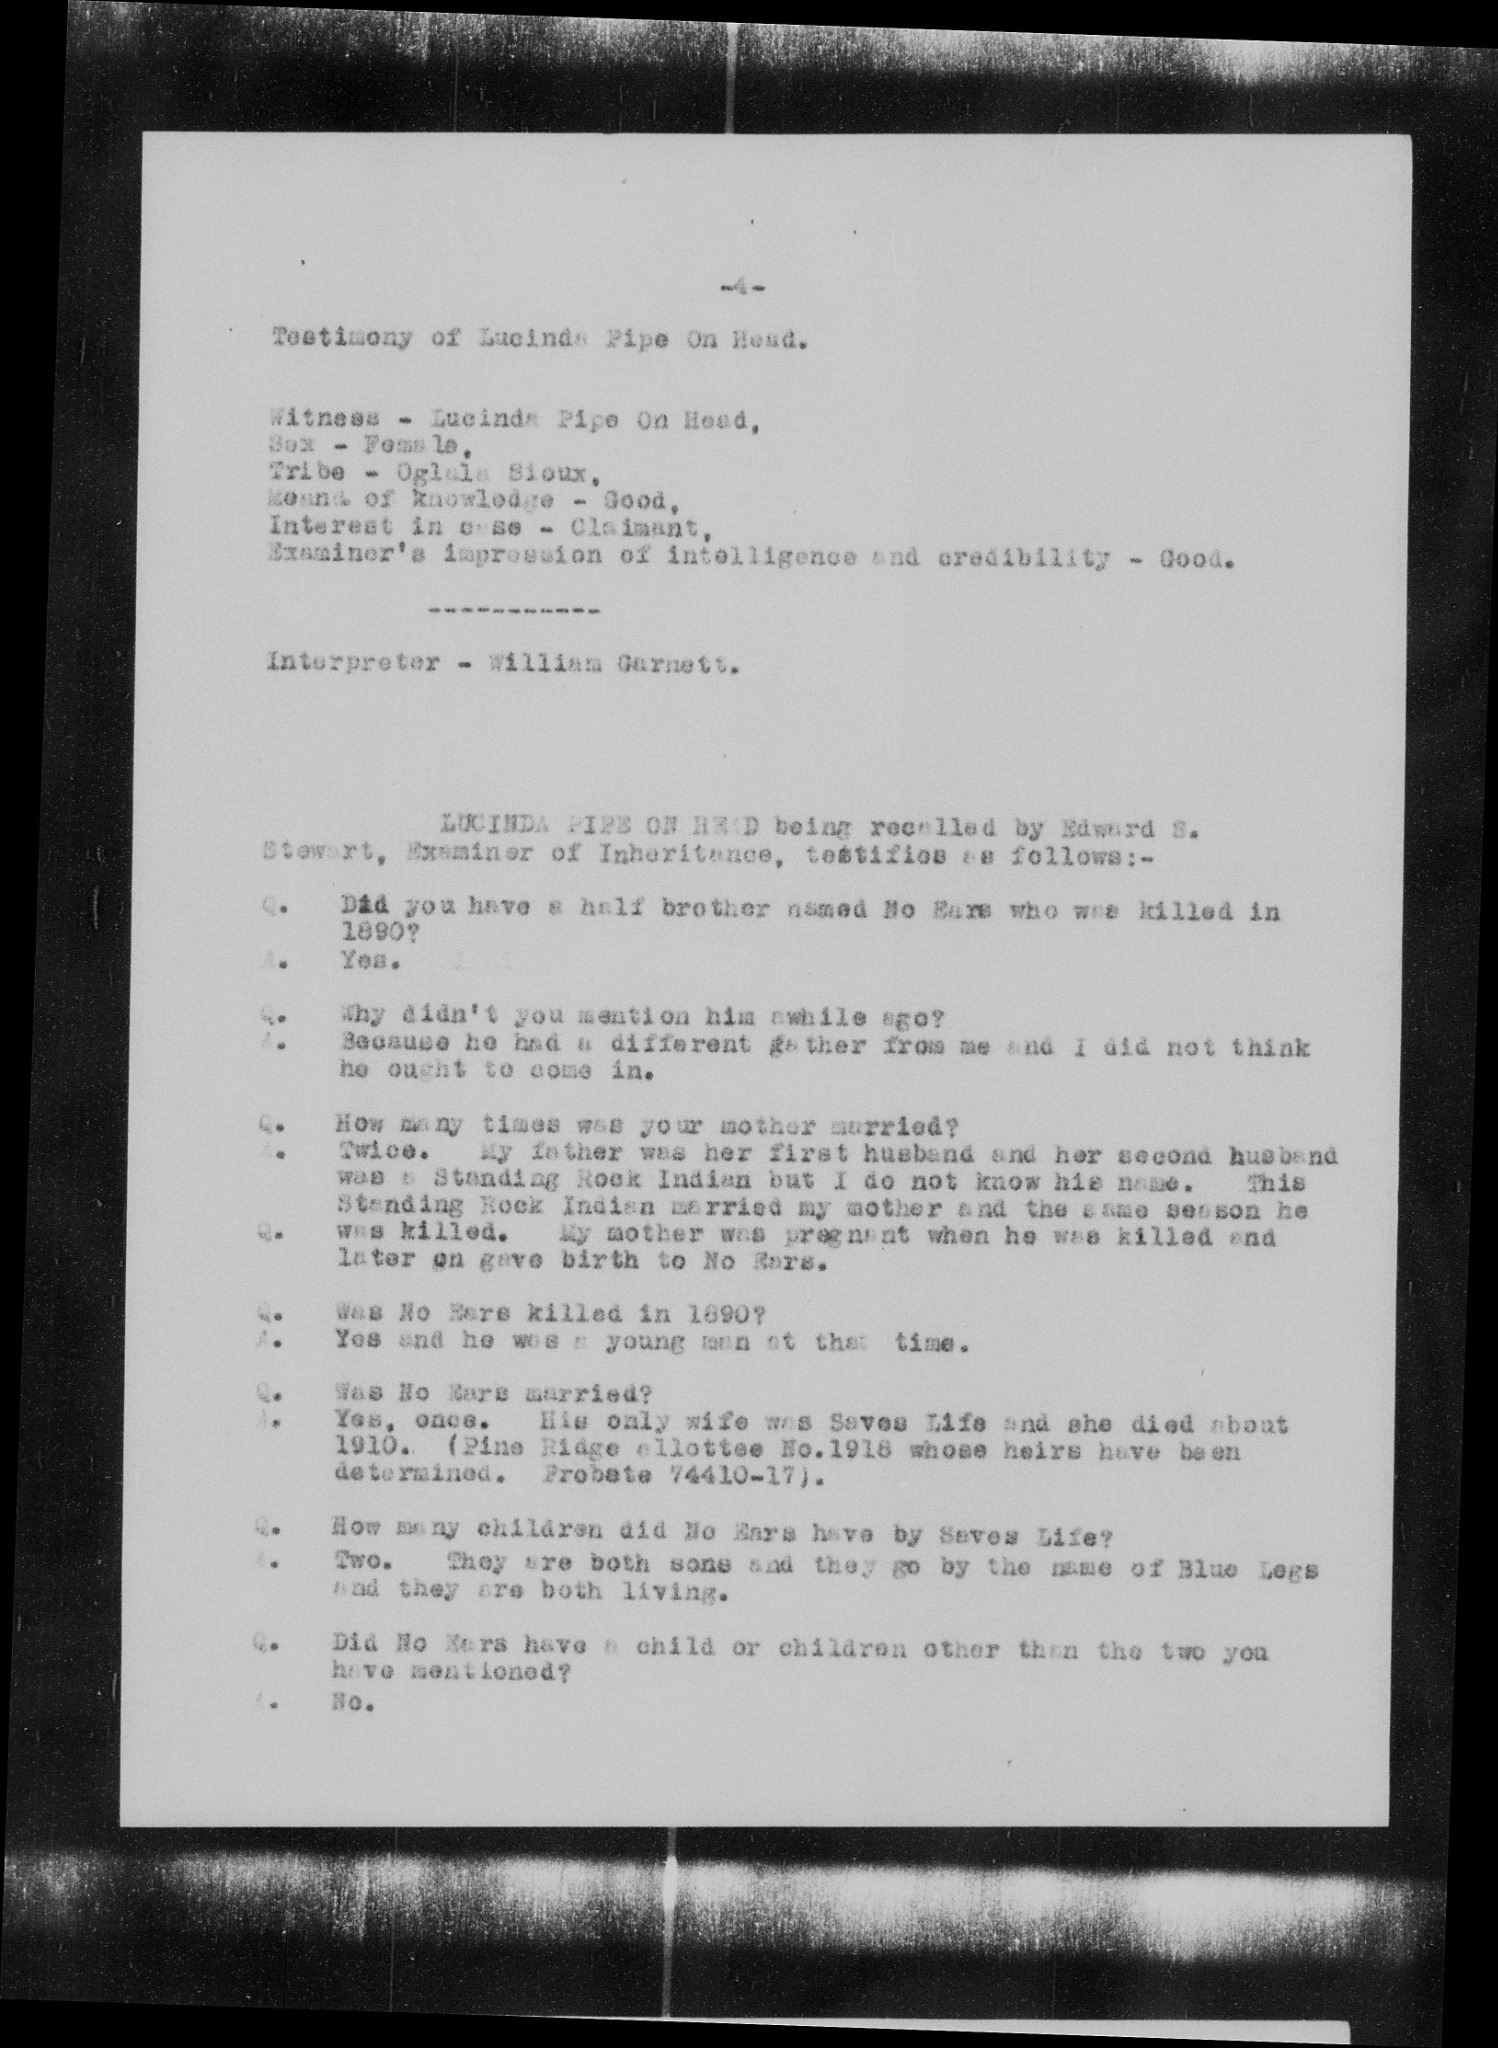 -4-
Testimony of Lucinda Pipe On Head.
Witness - Lucinda Pipe On Head,
Sex - Female,
Tribe - Oglala Sioux,
Means of knowledge - Good,
Interest in case - Claimant,
Examiner's impression of intelligence and credibility - Good.
------------
Interpreter - William Garnett.
LUCINDA PIPE ON HEAD being recalled by Edward S.
Stewart, Examiner of Inheritance, testifies as follows:-
Q. Did you have a half brother named No Ears who was killed in
1890?
A. Yes.
Q. Why didn't you mention him awhile ago?
A. Because he had a different gather from me and I did not think
he ought to come in.
Q. How many times was your mother married?
A. Twice. My father was her first husband and her second husband
was a Standing Rock Indian but I do not know his name. This
Standing Rock Indian married my mother and the same season he
Q. was killed. My mother was pregnant when he was killed and
later on gave birth to No Ears.
Q. Was No Ears killed in 1890?
A. Yes and he was a young man at that time.
Q. Was No Ears married?
A. Yes, once. His only wife was Saves Life and she died about
1910. (Pine Ridge allottee No.1918 whose heirs have been
determined. Probate 74410-17).
Q. How many children did No Ears have by Saves Life?
A. Two. They are both sons and they go by the name of Blue Legs
and they are both living.
Q. Did No Ears have a child or children other than the two you
have mentioned?
A. No.